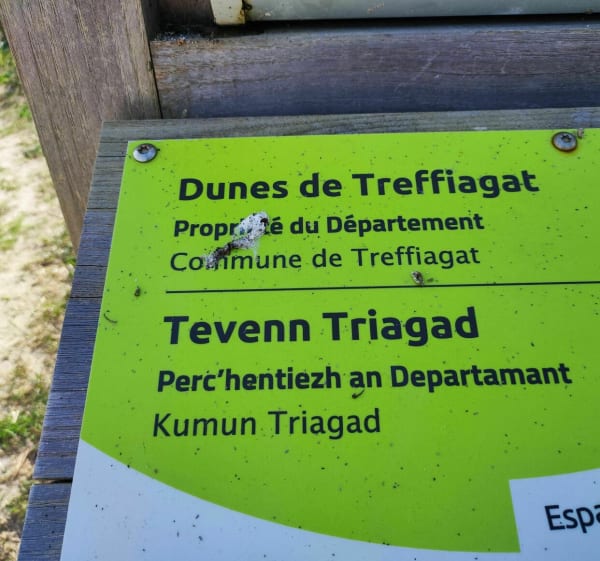 Dunes de Treffiagat
Propriété du Département
Commune de Treffiagat
Tevenn Triagad
Perc'hentiezh an Departamant
Kumun Triagad